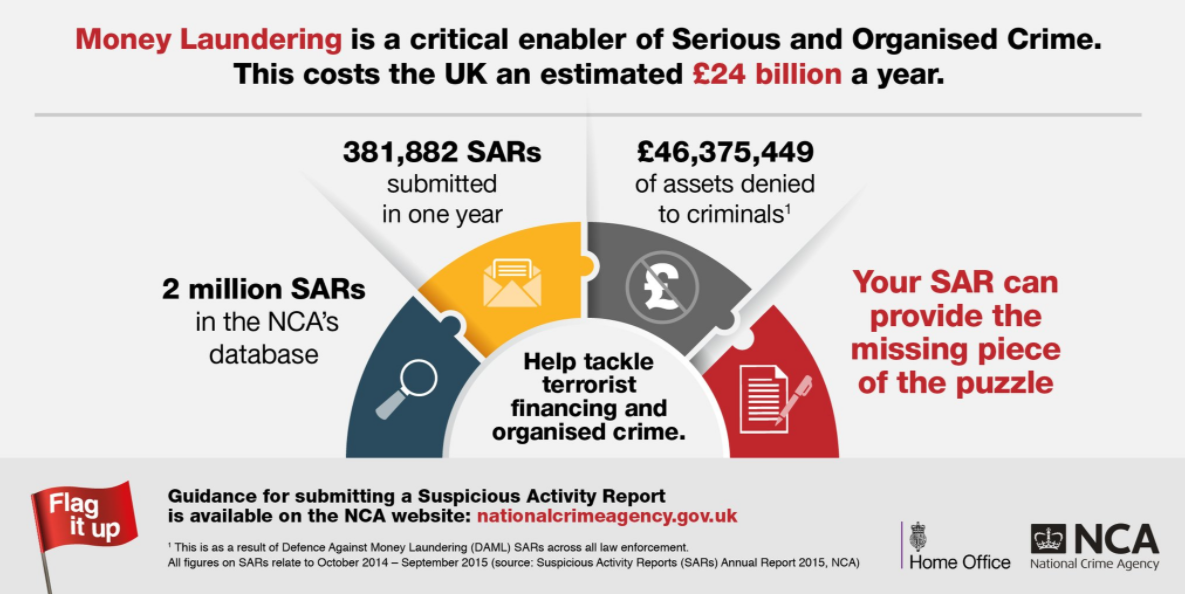 Money Laundering is a critical enabler of Serious and Organised Crime.
This costs the UK an estimated £24 billion a year.
381,882 SARs
submitted
in one year
£46,375,449
of assets denied
to criminals¹
2 million SARs
in the NCA's
database
Your SAR can
provide the
missing piece
of the puzzle
Help tackle
terrorist
financing and
organised crime.
Flag
it up
Guidance for submitting a Suspicious Activity Report
is available on the NCA website: nationalcrimeagency.gov.uk
¹ This is as a result of Defence Against Money Laundering (DAML) SARs across all law enforcement.
All figures on SARs relate to October 2014 – September 2015 (source: Suspicious Activity Reports (SARs) Annual Report 2015, NCA)
Home Office
NCA
National Crime Agency